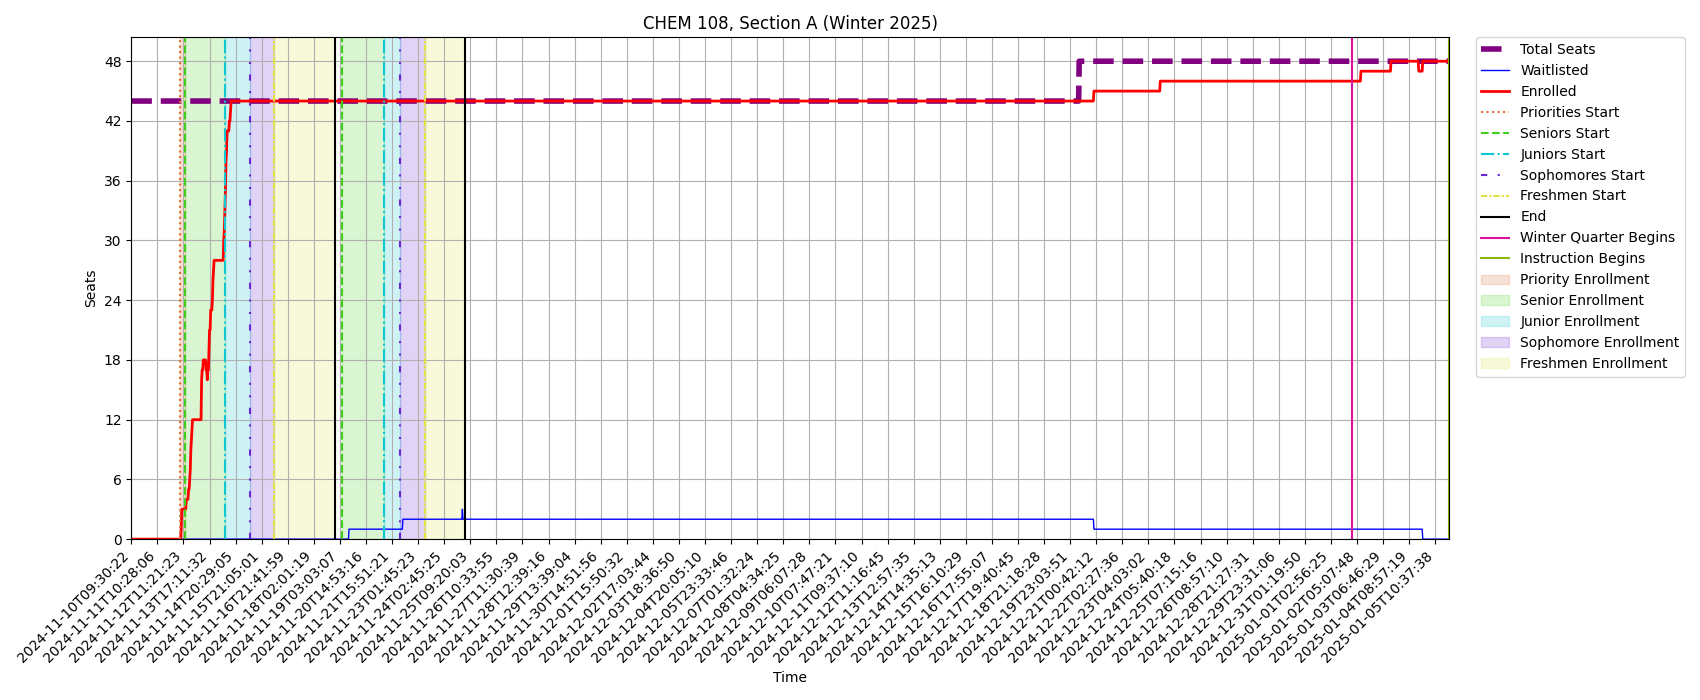 CHEM 108, Section A (Winter 2025)
Seats
48
42
36
30
24
18
12
6
0
2024-11-10T09:30:22
2024-11-11T10:28:06
2024-11-12T11:21:23
2024-11-13T17:11:32
2024-11-14T20:29:05
2024-11-15T21:05:01
2024-11-16T21:41:59
2024-11-18T02:01:19
2024-11-19T03:03:07
2024-11-20T14:53:16
2024-11-21T15:51:21
2024-11-23T01:45:23
2024-11-24T02:45:25
2024-11-25T09:20:03
2024-11-26T10:33:55
2024-11-27T11:30:39
2024-11-28T12:39:16
2024-11-29T13:39:04
2024-11-30T14:51:56
2024-12-01T15:50:32
2024-12-02T17:03:44
2024-12-03T18:36:50
2024-12-04T20:05:10
2024-12-05T23:33:46
2024-12-07T01:32:24
2024-12-08T04:34:25
2024-12-09T06:07:28
2024-12-10T07:47:21
2024-12-11T09:37:10
2024-12-12T11:16:45
2024-12-13T12:57:35
2024-12-14T14:35:13
2024-12-15T16:10:29
2024-12-16T17:55:07
2024-12-17T19:40:45
2024-12-18T21:18:28
2024-12-19T23:03:51
2024-12-21T00:42:12
2024-12-22T02:27:36
2024-12-23T04:03:02
2024-12-24T05:40:18
2024-12-25T07:15:16
2024-12-26T08:57:10
2024-12-28T21:27:31
2024-12-29T23:31:06
2024-12-31T01:19:50
2025-01-01T02:56:25
2025-01-02T05:07:48
2025-01-03T06:46:29
2025-01-04T08:57:19
2025-01-05T10:37:38
Time
Total Seats
Waitlisted
Enrolled
Priorities Start
Seniors Start
Juniors Start
Sophomores Start
Freshmen Start
End
Winter Quarter Begins
Instruction Begins
Priority Enrollment
Senior Enrollment
Junior Enrollment
Sophomore Enrollment
Freshmen Enrollment